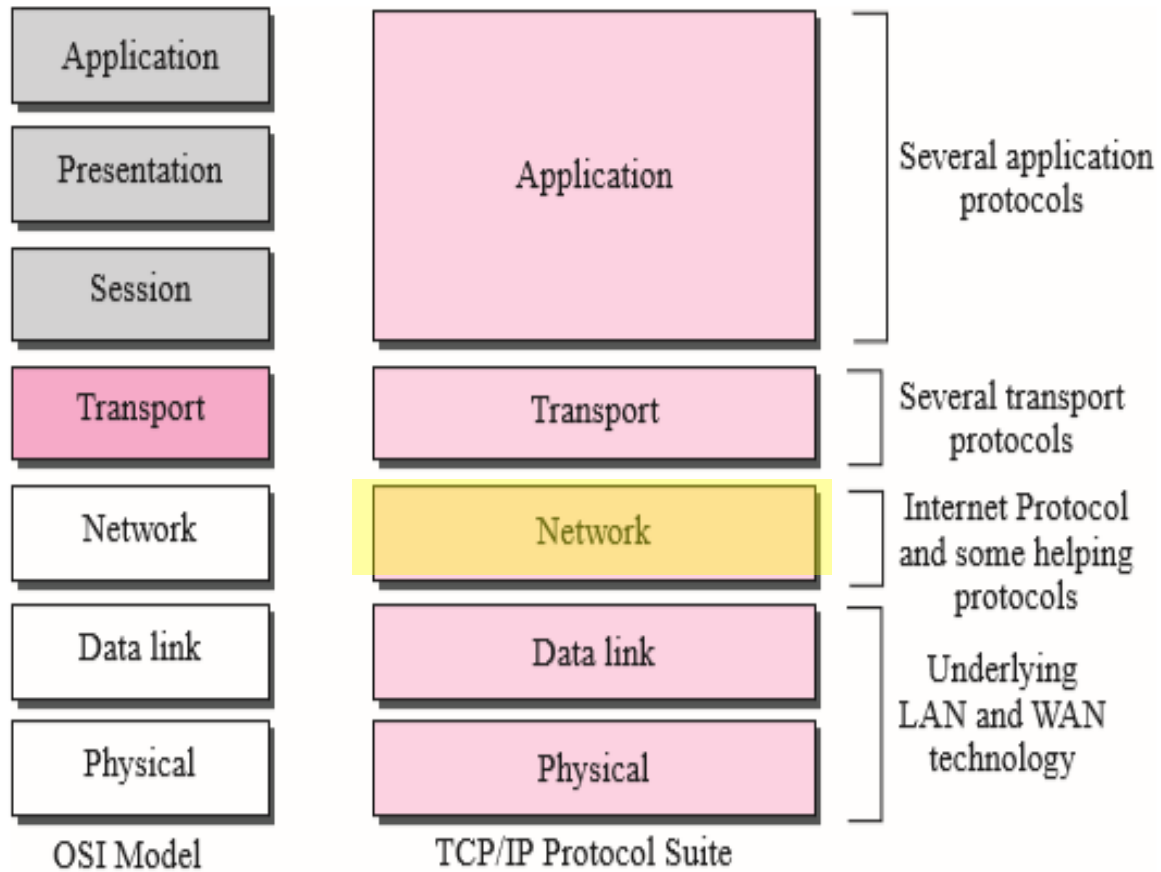 Application
Presentation
Session
Transport
Network
Data link
Physical
OSI Model
Application
Transport
Network
Data link
Physical
TCP/IP Protocol Suite
Several application
protocols
Several transport
protocols
Internet Protocol
and some helping
protocols
Underlying
LAN and WAN
technology